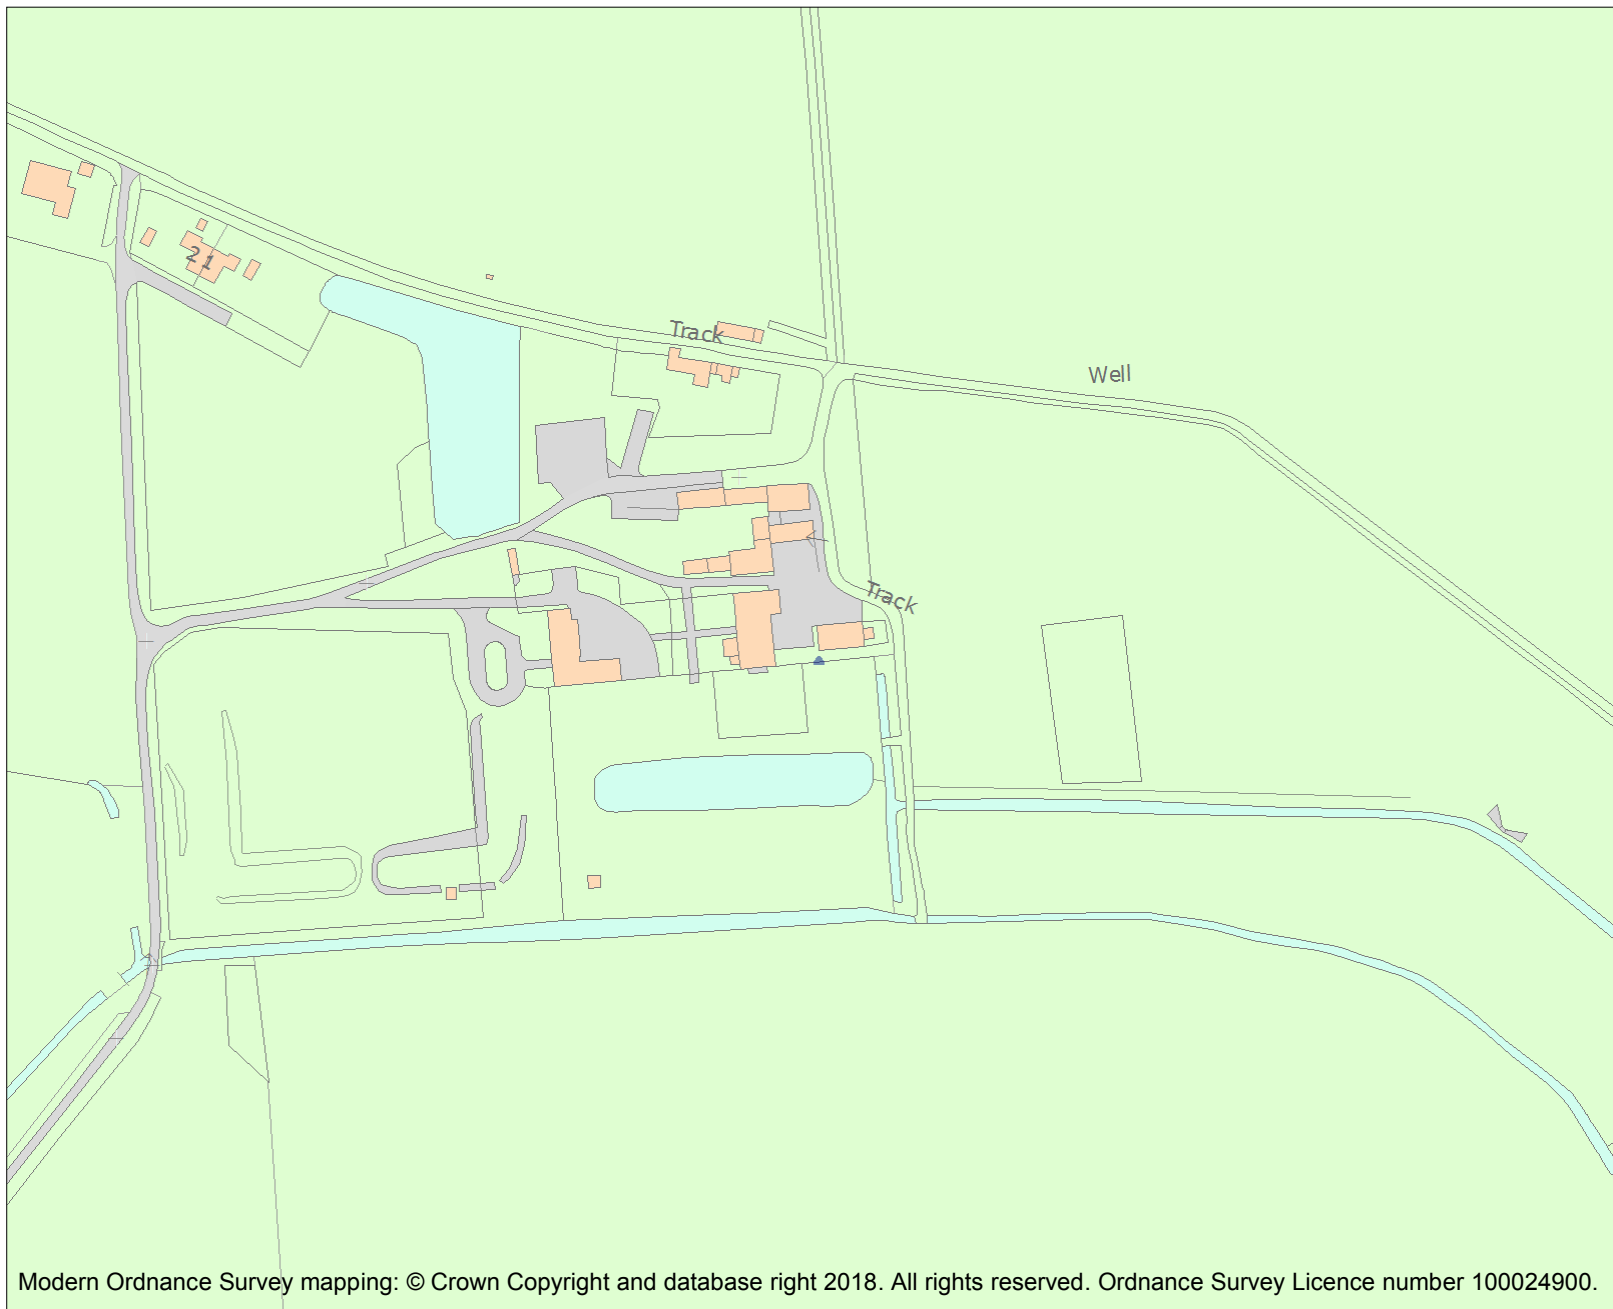 21
Track
Well
Track
Modern Ordnance Survey mapping: © Crown Copyright and database right 2018. All rights reserved. Ordnance Survey Licence number 100024900.